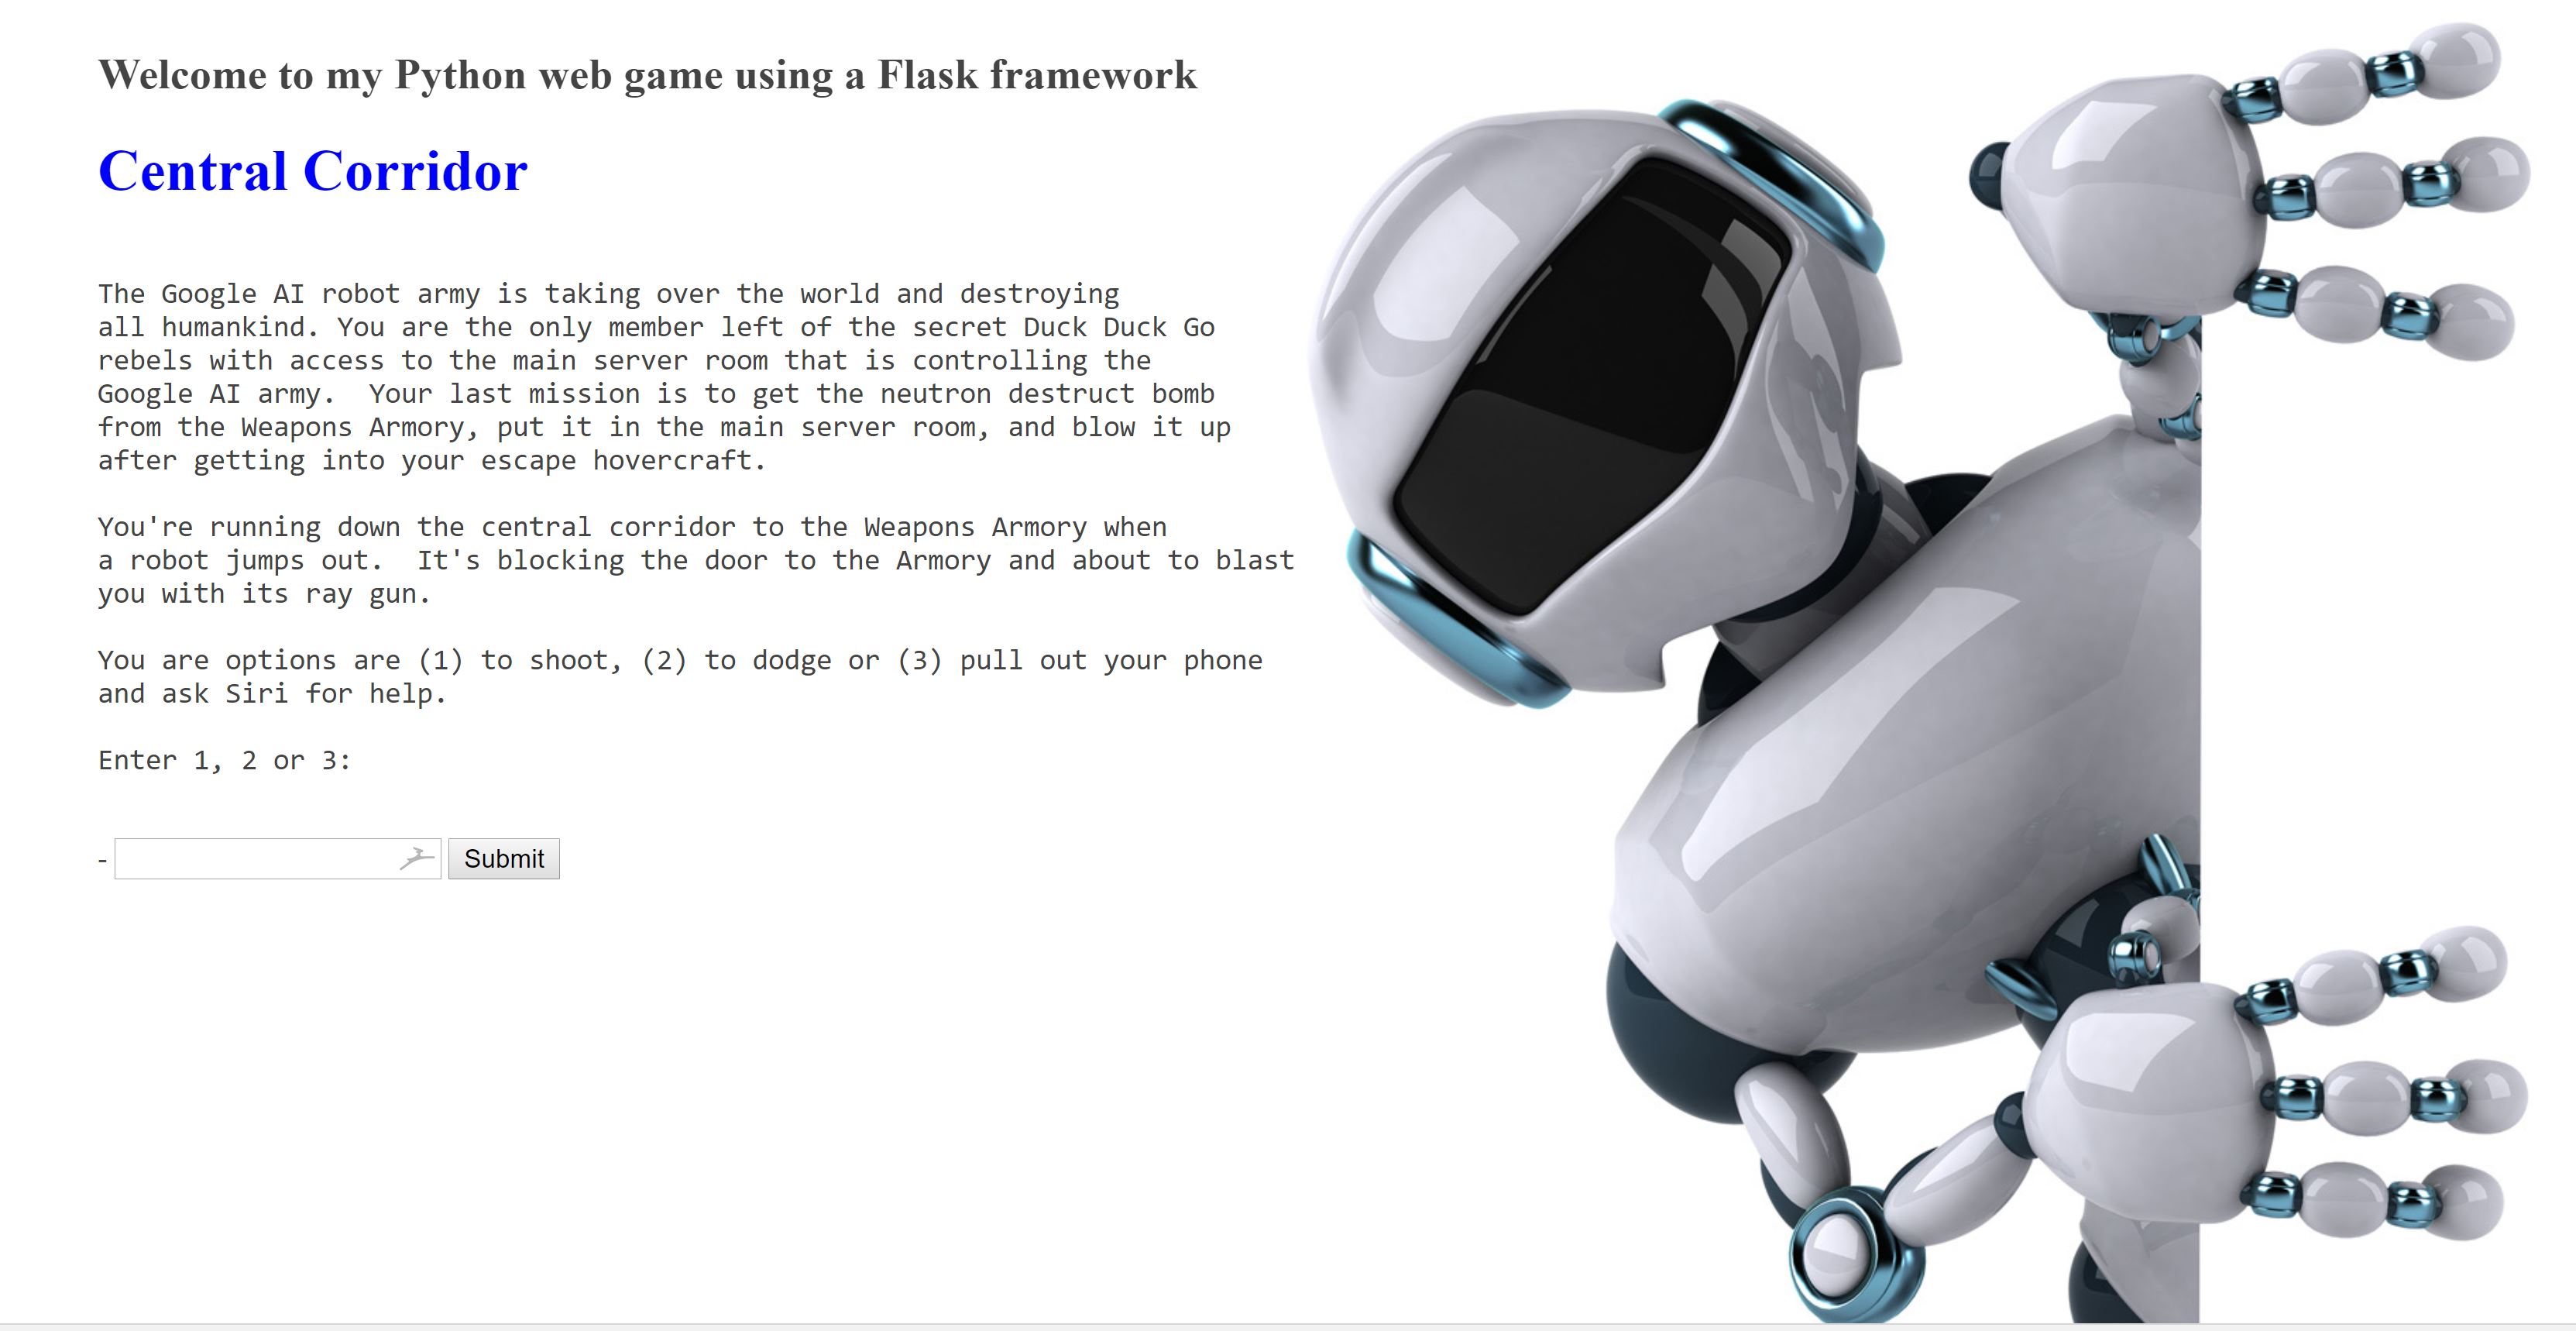 Welcome to my Python web game using a Flask framework
Central Corridor
The Google AI robot army is taking over the world and destroying
all humankind. You are the only member left of the secret Duck Duck Go
rebels with access to the main server room that is controlling the
Google AI army.  Your last mission is to get the neutron destruct bomb
from the Weapons Armory, put it in the main server room, and blow it up
after getting into your escape hovercraft.
You're running down the central corridor to the Weapons Armory when
a robot jumps out.  It's blocking the door to the Armory and about to blast
you with its ray gun.
You are options are (1) to shoot, (2) to dodge or (3) pull out your phone
and ask Siri for help.
Enter 1, 2 or 3:
- Submit